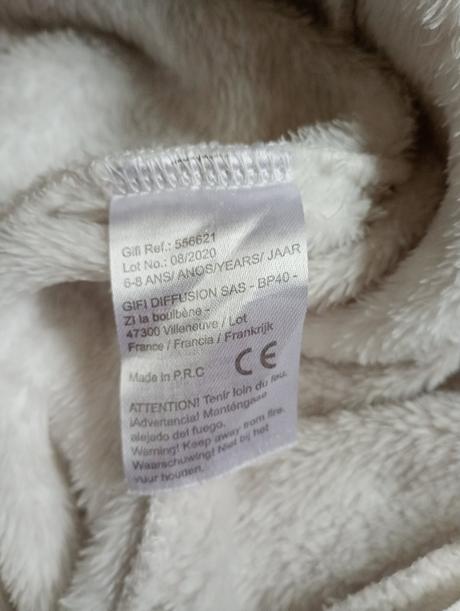 Gifi Ref.: 556621
Lot No.: 08/2020
6-8 ANS/ ANOS/YEARS/ JAAR
GIFI DIFFUSION SAS - BP40 -
Zi la boulbène -
47300 Villeneuve / Lot
France / Francia / Frankrijk
Made in P.R.C CE
ATTENTION! Tenir loin du feu.
¡Advertancia! Manténgase
alejado del fuego.
Warning! Keep away from fire.
Waarschuwing! Niet bij het
vuur houden.